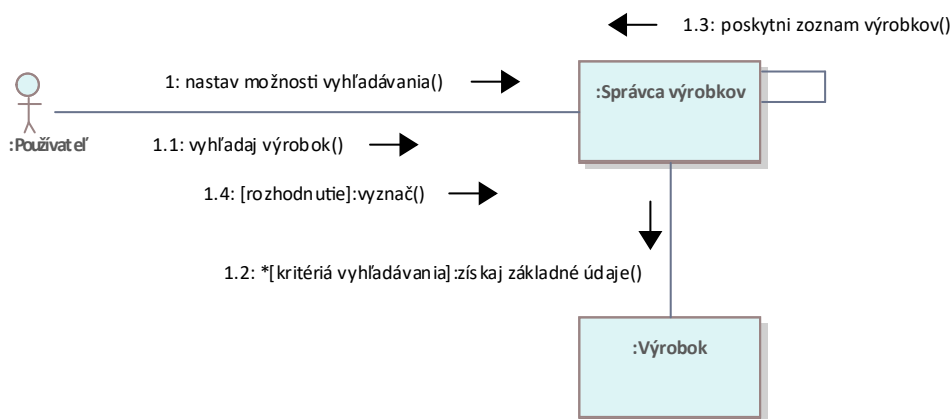 1.3: poskytni zoznam výrobkov()
1: nastav možnosti vyhľadávania()
:Správca výrobkov
:Používateľ
1.1: vyhľadaj výrobok()
1.4: [rozhodnutie]:vyznač()
1.2: *[kritériá vyhľadávania]:získaj základné údaje()
:Výrobok